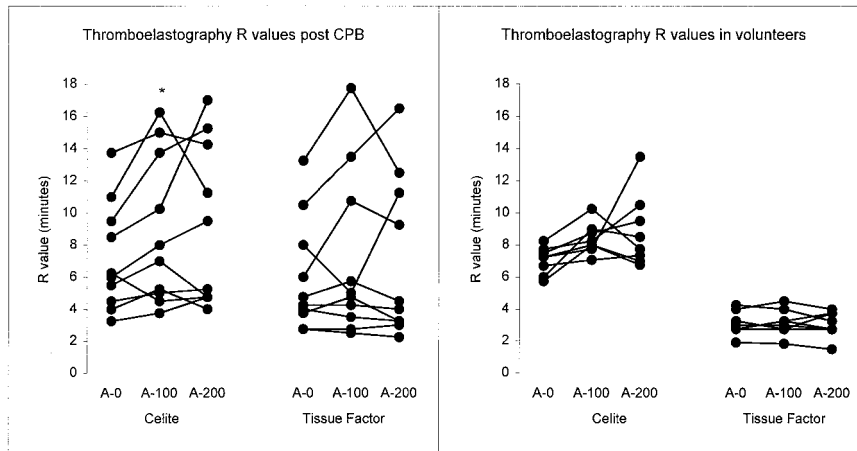 Thromboelastography R values post CPB
*
R value (minutes)
18
16
14
12
10
8
6
4
2
0
A-0 A-100 A-200 A-0 A-100 A-200
Celite Tissue Factor
Thromboelastography R values in volunteers
R value (minutes)
18
16
14
12
10
8
6
4
2
0
A-0 A-100 A-200 A-0 A-100 A-200
Celite Tissue Factor